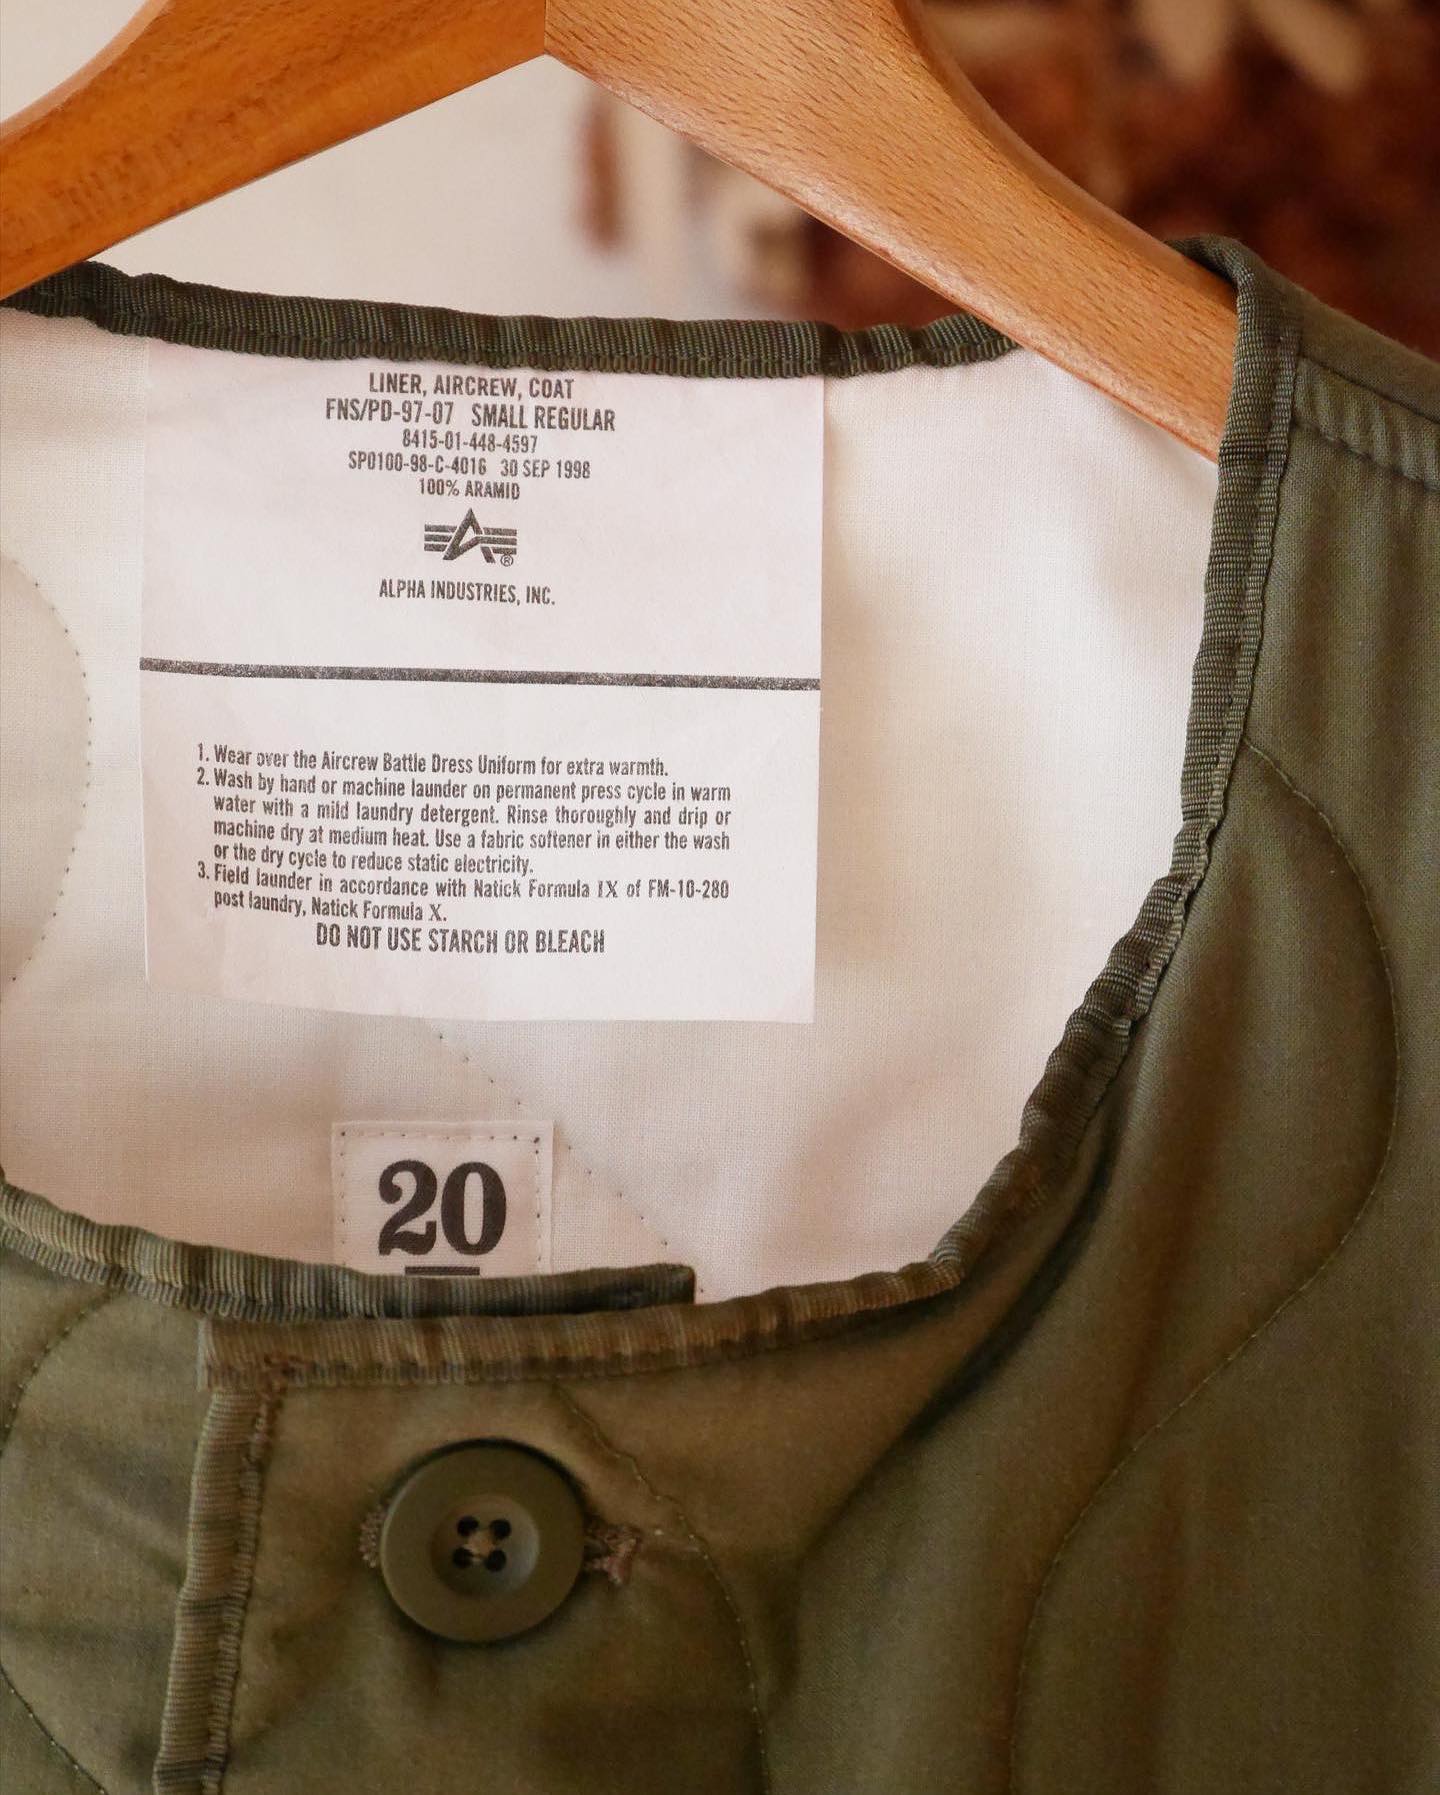 LINER, AIRCREW, COAT
FNS/PD-97-07 SMALL REGULAR
8415-01-448-4597
SP0100-98-C-4016 30 SEP 1998
100% ARAMID
®
ALPHA INDUSTRIES, INC.
1. Wear over the Aircrew Battle Dress Uniform for extra warmth.
2. Wash by hand or machine launder on permanent press cycle in warm
water with a mild laundry detergent. Rinse thoroughly and drip or
machine dry at medium heat. Use a fabric softener in either the wash
or the dry cycle to reduce static electricity.
3. Field launder in accordance with Natick Formula IX of FM-10-280
post laundry, Natick Formula X.
DO NOT USE STARCH OR BLEACH
20